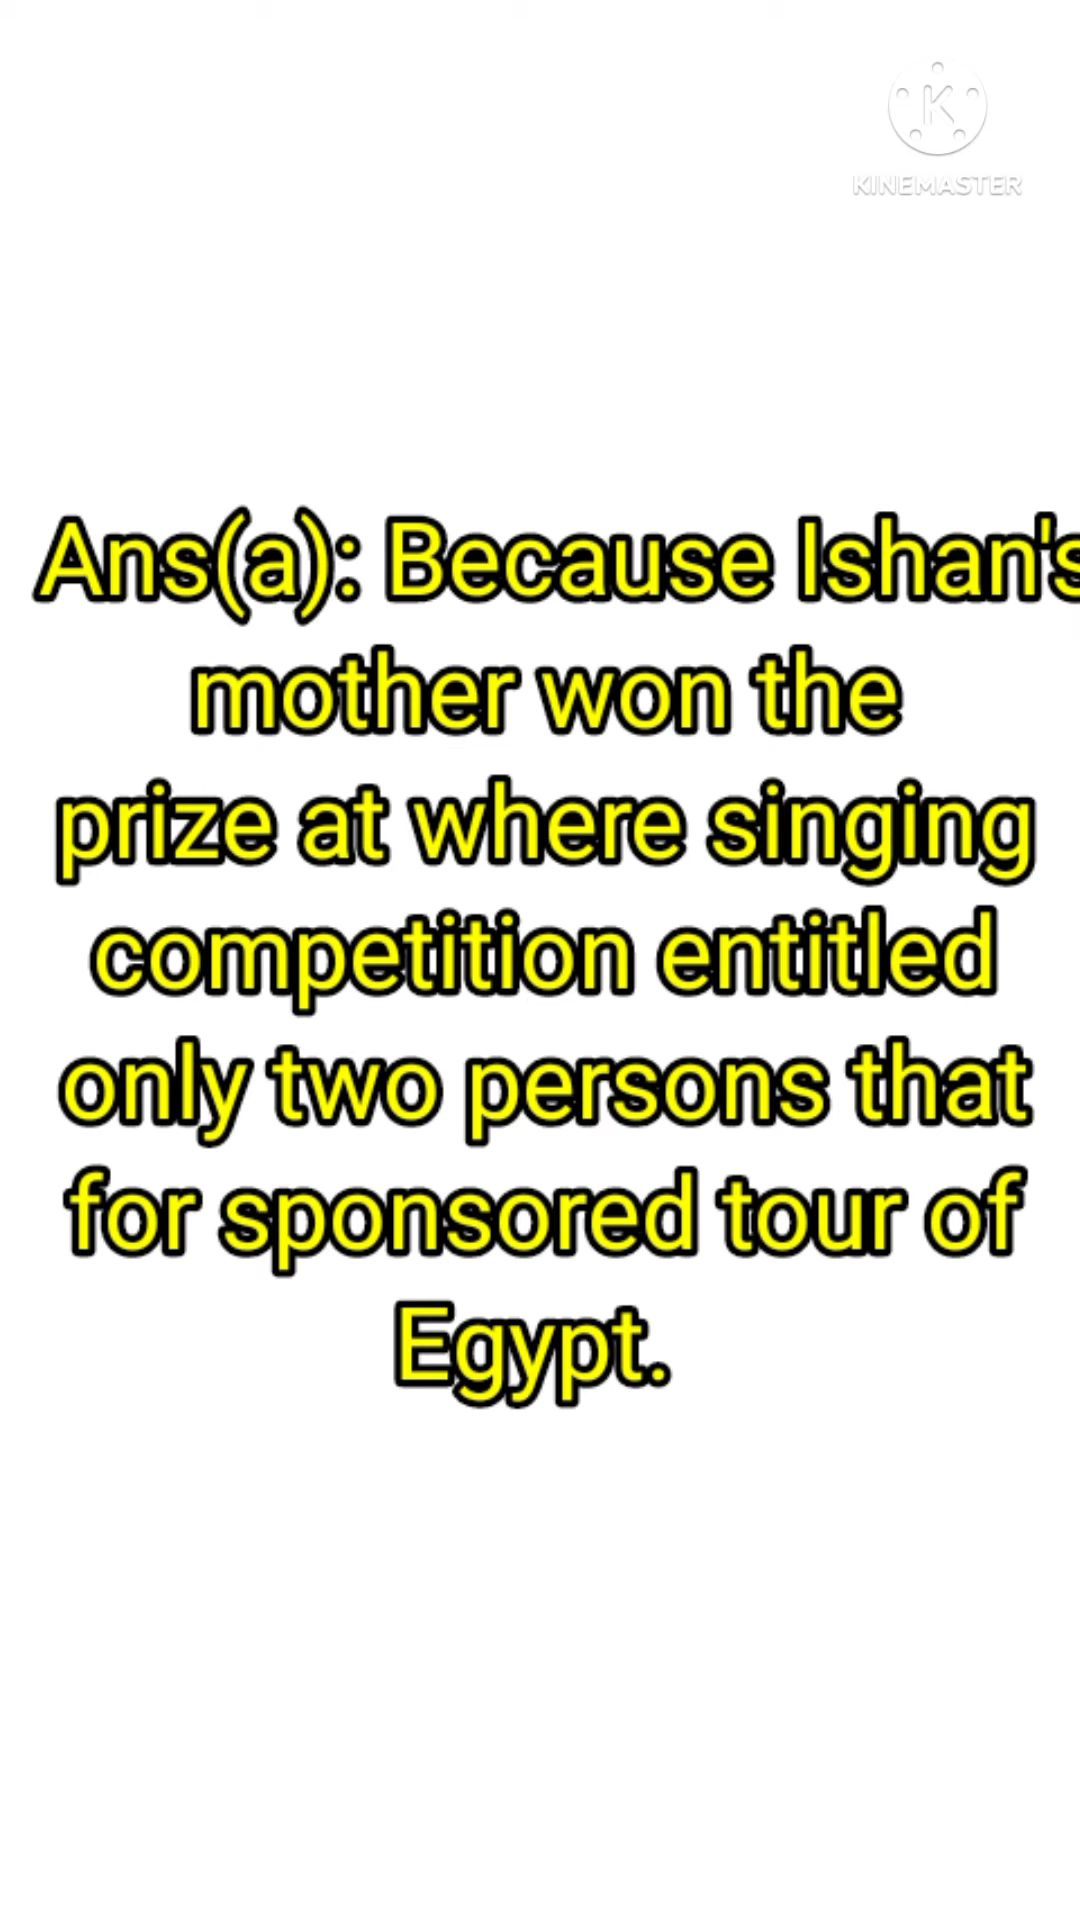 K
KINEMASTER
Ans(a): Because Ishan's
mother won the
prize at where singing
competition entitled
only two persons that
for sponsored tour of
Egypt.